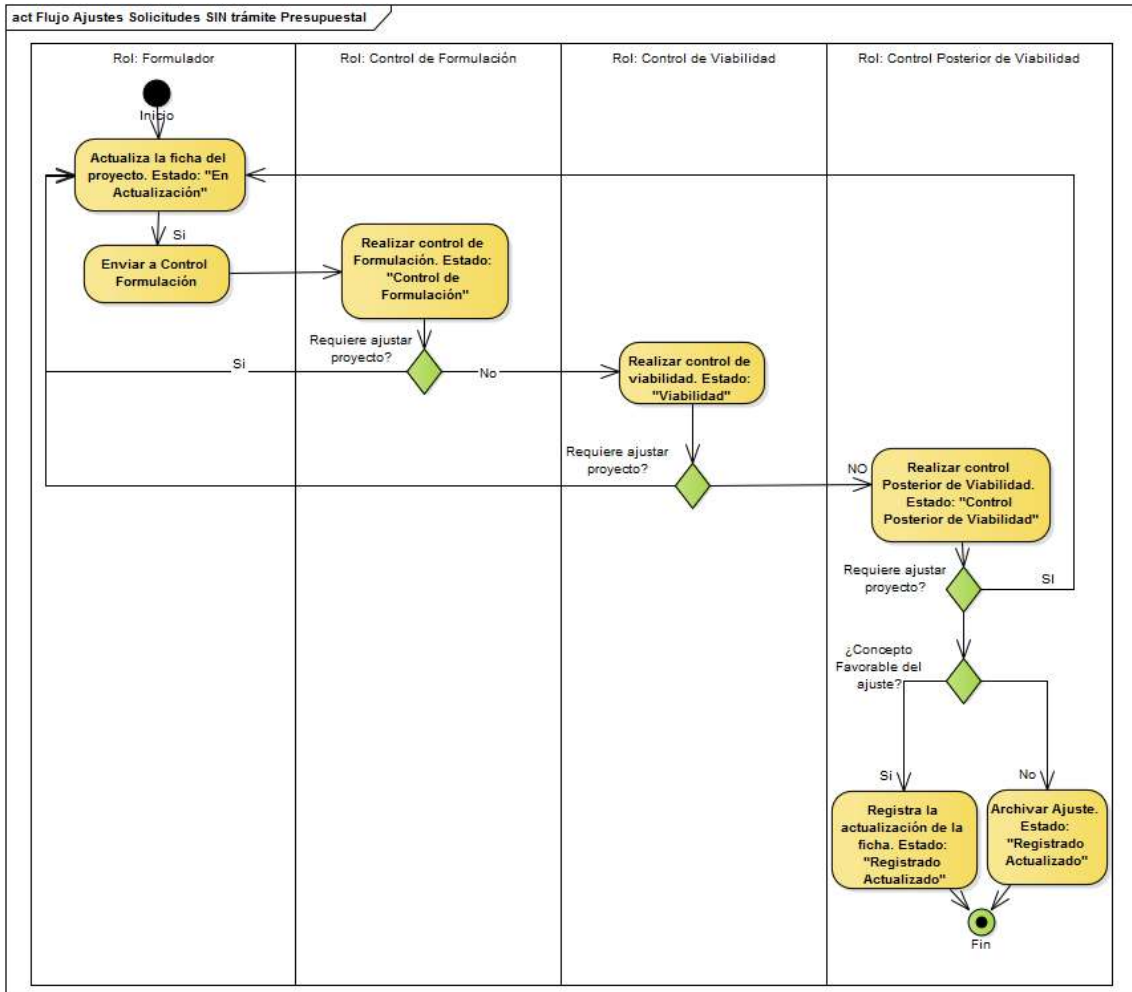 act Flujo Ajustes Solicitudes SIN trámite Presupuestal
Rol: Formulador
Rol: Control de Formulación
Rol: Control de Viabilidad
Rol: Control Posterior de Viabilidad
Inicio
Actualiza la ficha del
proyecto. Estado: "En
Actualización"
Si
Enviar a Control
Formulación
Realizar control de
Formulación. Estado:
"Control de
Formulación"
Requiere ajustar
proyecto?
Si
No
Realizar control de
viabilidad. Estado:
"Viabilidad"
Requiere ajustar
proyecto?
NO
Realizar control
Posterior de Viabilidad.
Estado: "Control
Posterior de Viabilidad"
Requiere ajustar
proyecto?
SI
¿Concepto
Favorable del
ajuste?
Si
No
Registra la
actualización de la
ficha. Estado:
"Registrado
Actualizado"
Archivar Ajuste.
Estado:
"Registrado
Actualizado"
Fin